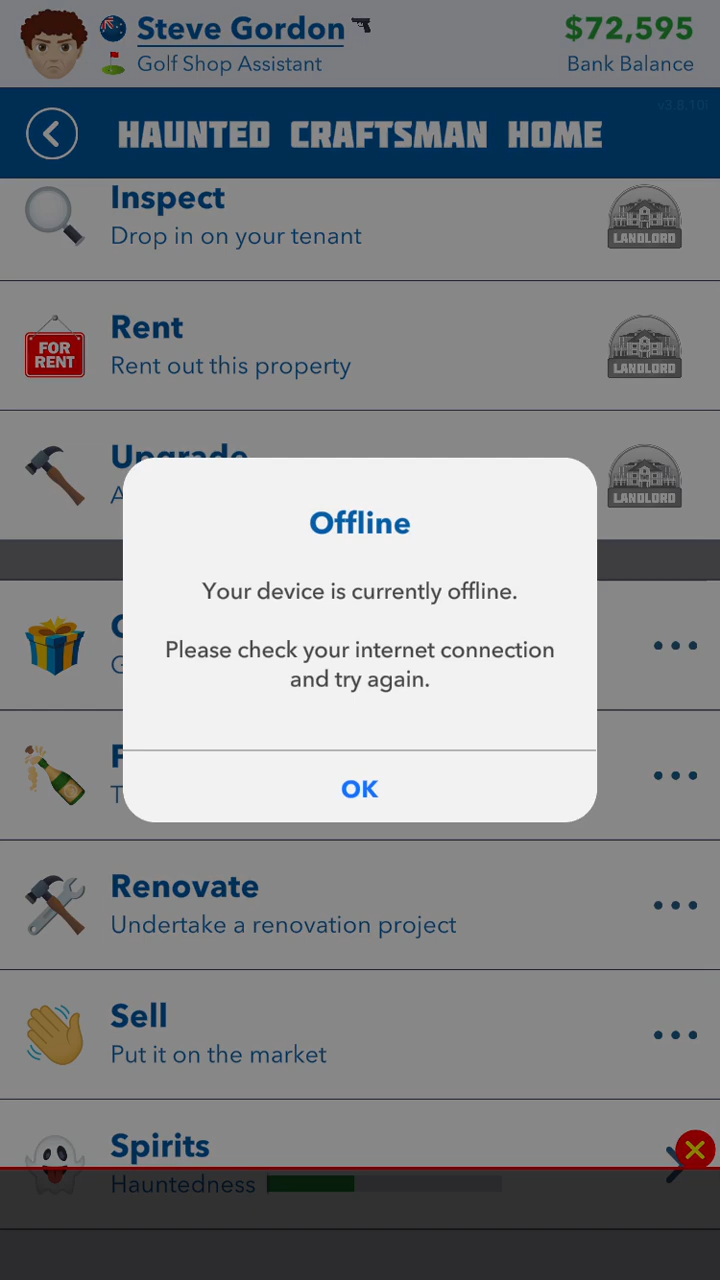 Steve Gordon
$72,595
Golf Shop Assistant
Bank Balance
v3.8.10i
HAUNTED CRAFTSMAN HOME
Inspect
Drop in on your tenant
LANDLORD
FOR RENT
Rent
Rent out this property
LANDLORD
Upgrade
A
LANDLORD
Offline
Your device is currently offline.
Please check your internet connection
and try again.
OK
G
F
T
Renovate
Undertake a renovation project
Sell
Put it on the market
Spirits
Hauntedness